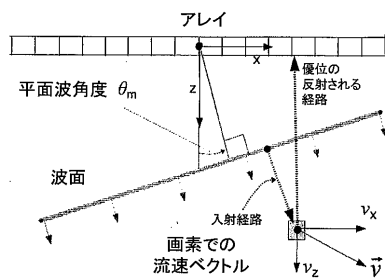 アレイ
x
優位の
反射される
経路
z
平面波角度 θm
波面
入射経路
画素での
流速ベクトル
vx
vz
v⃗